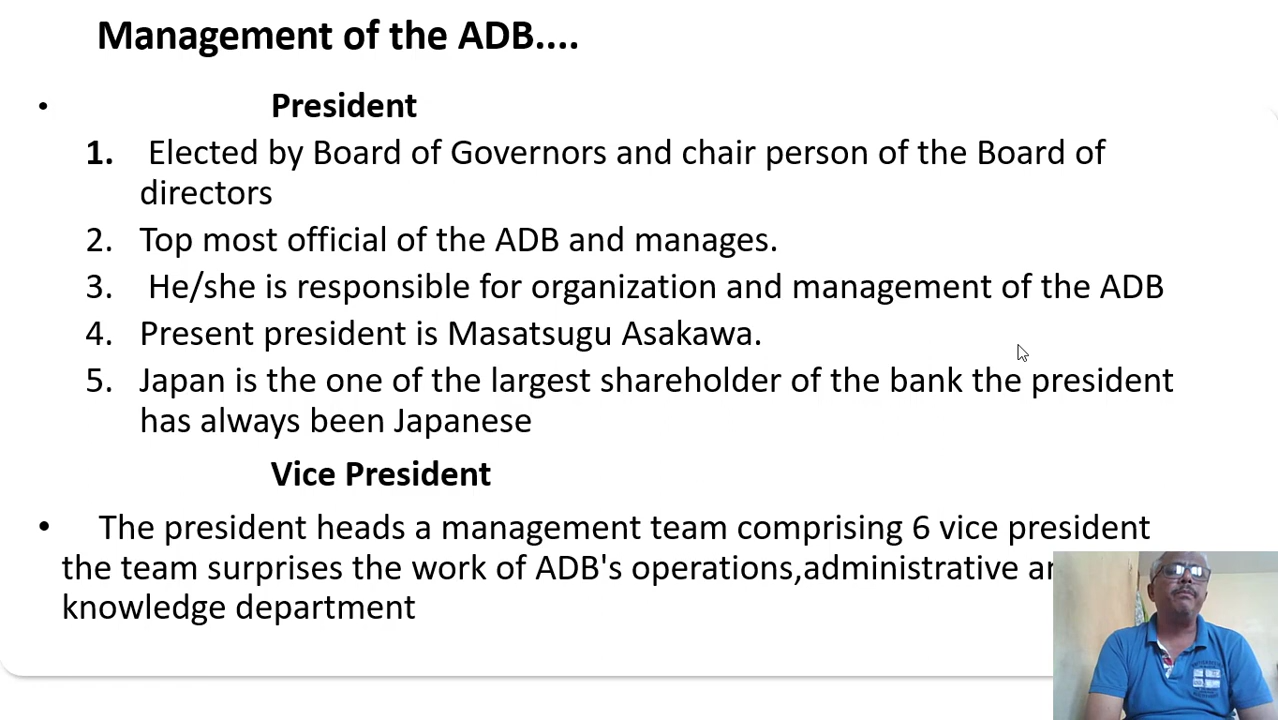 Management of the ADB....
• President
1. Elected by Board of Governors and chair person of the Board of
directors
2. Top most official of the ADB and manages.
3. He/she is responsible for organization and management of the ADB
4. Present president is Masatsugu Asakawa.
5. Japan is the one of the largest shareholder of the bank the president
has always been Japanese
Vice President
• The president heads a management team comprising 6 vice president
the team surprises the work of ADB's operations,administrative
knowledge department